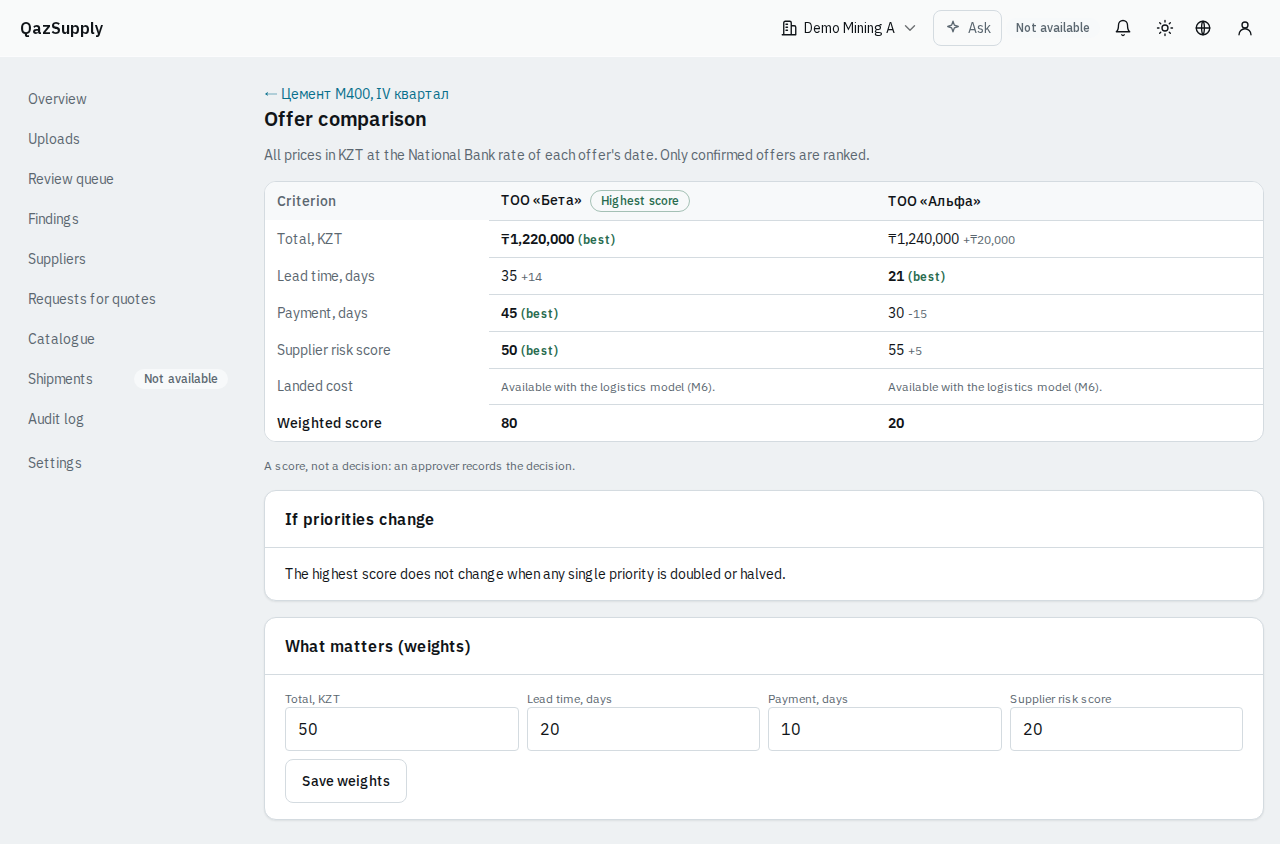 QazSupply
Demo Mining A
Ask
Not available
Overview
Uploads
Review queue
Findings
Suppliers
Requests for quotes
Catalogue
Shipments Not available
Audit log
Settings
← Цемент М400, IV квартал
Offer comparison
All prices in KZT at the National Bank rate of each offer's date. Only confirmed offers are ranked.
Criterion ТОО «Бета» Highest score ТОО «Альфа»
Total, KZT ₸1,220,000 (best) ₸1,240,000 +₸20,000
Lead time, days 35 +14 21 (best)
Payment, days 45 (best) 30 -15
Supplier risk score 50 (best) 55 +5
Landed cost Available with the logistics model (M6). Available with the logistics model (M6).
Weighted score 80 20
A score, not a decision: an approver records the decision.
If priorities change
The highest score does not change when any single priority is doubled or halved.
What matters (weights)
Total, KZT Lead time, days Payment, days Supplier risk score
50 20 10 20
Save weights